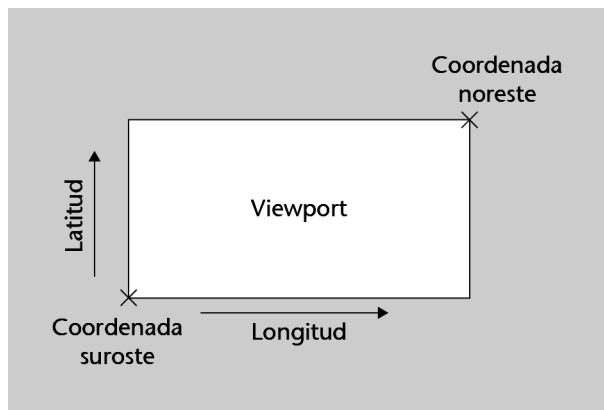 Coordenada
noreste
Viewport
Latitud
Longitud
Coordenada
suroste